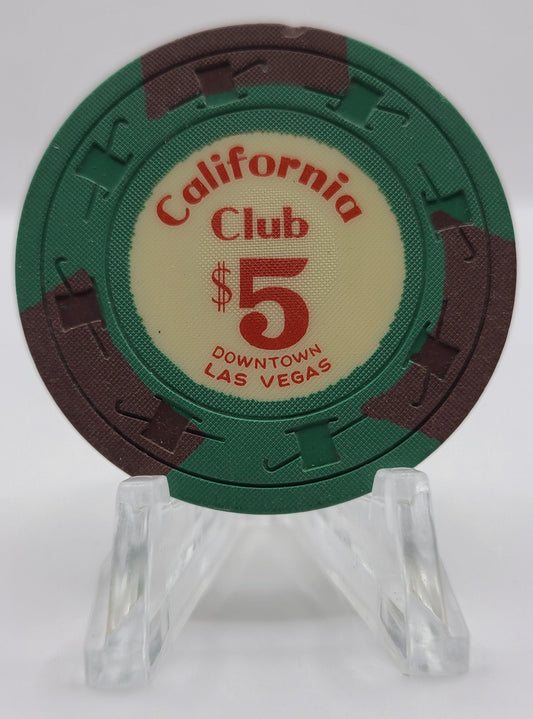 California
Club
$5
DOWNTOWN
LAS VEGAS